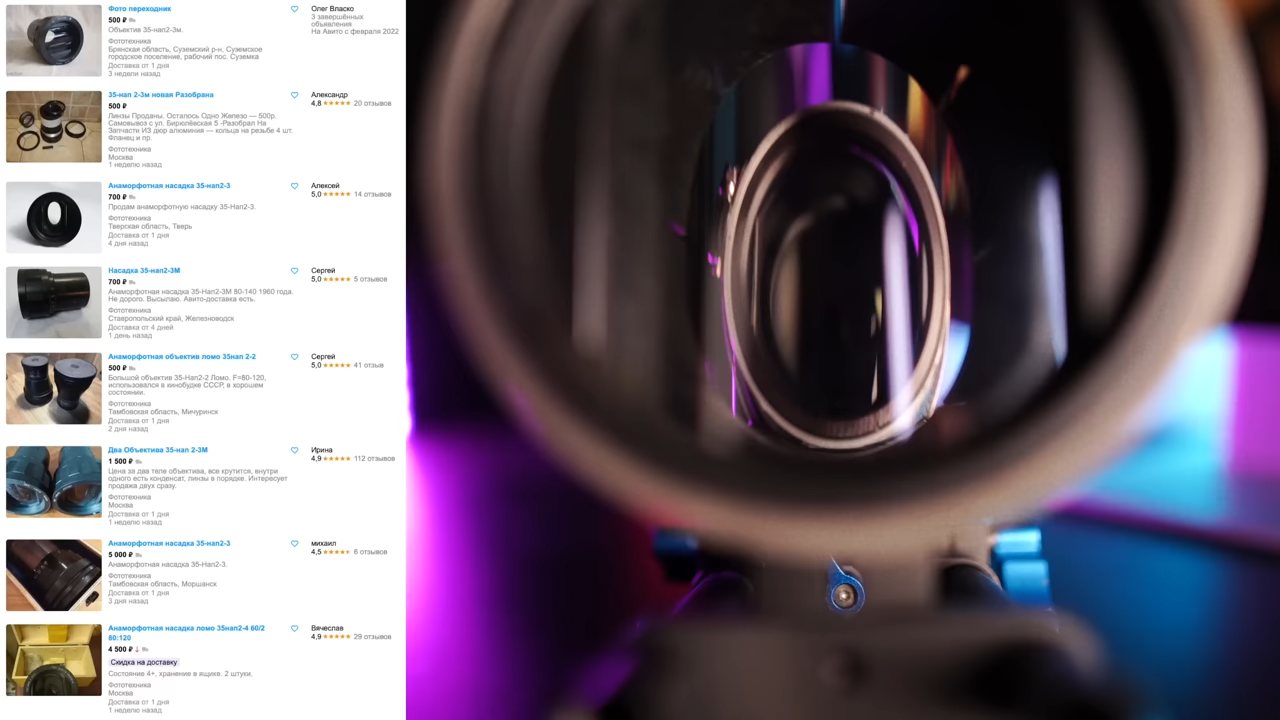 Фото переходник
500 ₽
Объектив 35-нап2-3м.
Фототехника
Брянская область, Суземский р-н, Суземское
городское поселение, рабочий пос. Суземка
Доставка от 1 дня
3 недели назад
Олег Власко
3 завершённых
объявления
На Авито с февраля 2022
35-нап 2-3м новая Разобрана
500 ₽
Линзы Проданы. Осталось Одно Железо — 500р.
Самовывоз с ул. Бирюлёвская 5 -Разобрал На
Запчасти ИЗ дюр алюминия — кольца на резьбе 4 шт.
Фланец и пр.
Фототехника
Москва
1 неделю назад
Александр
4,8 20 отзывов
Анаморфотная насадка 35-нап2-3
700 ₽
Продам анаморфотную насадку 35-Нап2-3.
Фототехника
Тверская область, Тверь
Доставка от 1 дня
4 дня назад
Алексей
5,0 14 отзывов
Насадка 35-нап2-3М
700 ₽
Анаморфотная насадка 35-Нап2-3М 80-140 1960 года.
Не дорого. Высылаю. Авито-доставка есть.
Фототехника
Ставропольский край, Железноводск
Доставка от 4 дней
1 день назад
Сергей
5,0 5 отзывов
Анаморфотная объектив ломо 35нап 2-2
500 ₽
Большой объектив 35-Нап2-2 Ломо. F=80-120,
использовался в кинобудке СССР, в хорошем
состоянии.
Фототехника
Тамбовская область, Мичуринск
Доставка от 1 дня
2 дня назад
Сергей
5,0 41 отзыв
Два Объектива 35-нап 2-3М
1 500 ₽
Цена за два теле объектива, все крутится, внутри
одного есть конденсат, линзы в порядке. Интересует
продажа двух сразу.
Фототехника
Москва
Доставка от 1 дня
1 неделю назад
Ирина
4,9 112 отзывов
Анаморфотная насадка 35-нап2-3
5 000 ₽
Анаморфотная насадка 35-Нап2-3.
Фототехника
Тамбовская область, Моршанск
Доставка от 1 дня
3 дня назад
михаил
4,5 6 отзывов
Анаморфотная насадка ломо 35нап2-4 60/2
80:120
4 500 ₽ ↓
Скидка на доставку
Состояние 4+, хранение в ящике. 2 штуки.
Фототехника
Москва
Доставка от 1 дня
1 неделю назад
Вячеслав
4,9 29 отзывов